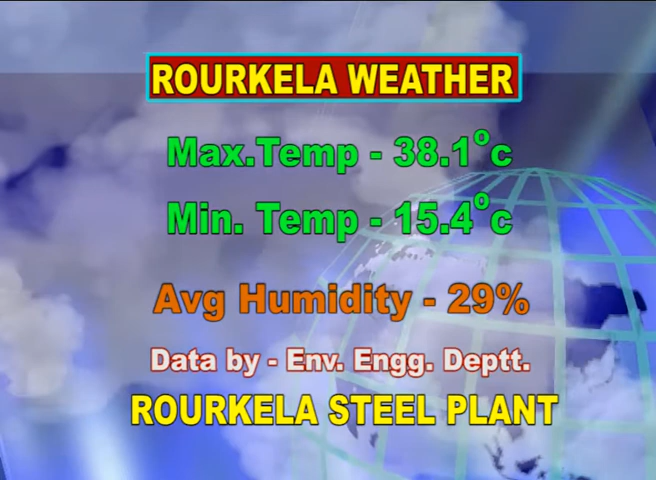 ROURKELA WEATHER
Max.Temp - 38.1°c
Min. Temp - 15.4°c
Avg Humidity - 29%
Data by - Env. Engg. Deptt.
ROURKELA STEEL PLANT